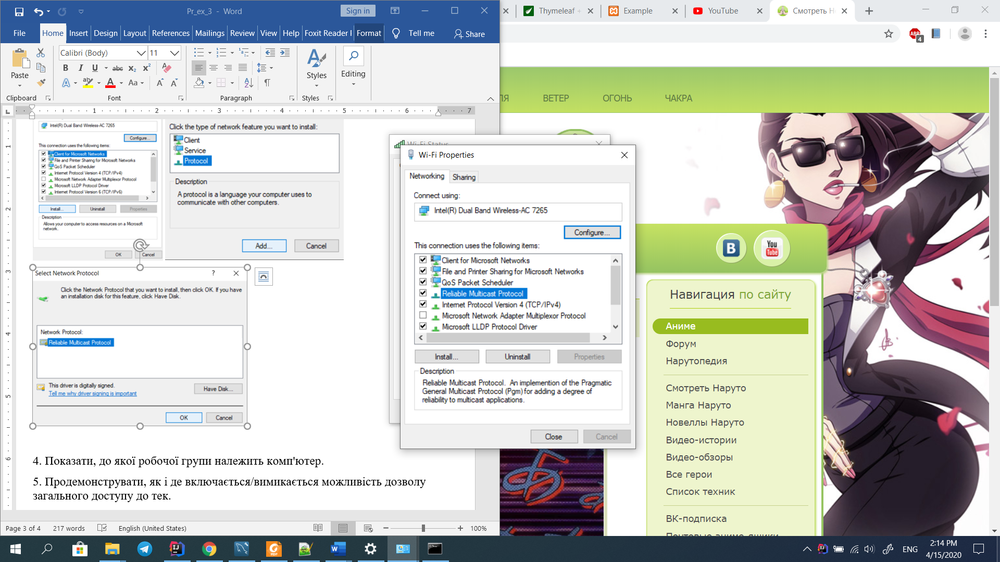 Pr_ex_3 - Word
Sign in
File Home Insert Design Layout References Mailings Review View Help Foxit Reader Format Tell me Share
Calibri (Body) 11
Paste
B I U abc x₂ x²
A Aa A A
Styles
Editing
Clipboard Font Paragraph Styles
1 2 3 4 5 6 7
Intel(R) Dual Band Wireless-AC 7265
Configure...
This connection uses the following items:
Client for Microsoft Networks
File and Printer Sharing for Microsoft Networks
QoS Packet Scheduler
Internet Protocol Version 4 (TCP/IPv4)
Microsoft Network Adapter Multiplexor Protocol
Microsoft LLDP Protocol Driver
Internet Protocol Version 6 (TCP/IPv6)
Install... Uninstall Properties
Description
Allows your computer to access resources on a Microsoft
network.
OK Cancel
Click the type of network feature you want to install:
Client
Service
Protocol
Description
A protocol is a language your computer uses to
communicate with other computers.
Add... Cancel
Select Network Protocol ?
Click the Network Protocol that you want to install, then click OK. If you have
an installation disk for this feature, click Have Disk.
Network Protocol:
Reliable Multicast Protocol
This driver is digitally signed.
Tell me why driver signing is important
Have Disk...
OK Cancel
4. Показати, до якої робочої групи належить комп'ютер.
5. Продемонструвати, як і де включається/вимикається можливість дозволу
загального доступу до тек.
1
2
3
4
5
6
Page 3 of 4 217 words English (United States) 100%
Wi-Fi Status
Wi-Fi Properties
Networking Sharing
Connect using:
Intel(R) Dual Band Wireless-AC 7265
Configure...
This connection uses the following items:
Client for Microsoft Networks
File and Printer Sharing for Microsoft Networks
QoS Packet Scheduler
Reliable Multicast Protocol
Internet Protocol Version 4 (TCP/IPv4)
Microsoft Network Adapter Multiplexor Protocol
Microsoft LLDP Protocol Driver
Install... Uninstall Properties
Description
Reliable Multicast Protocol. An implemention of the Pragmatic
General Multicast Protocol (Pgm) for adding a degree of
reliability to multicast applications.
Close Cancel
Thymeleaf + Example YouTube Смотреть Н
ABP 4
ВЕТЕР ОГОНЬ ЧАКРА
B You Tube
Навигация по сайту
Аниме
Форум
Нарутопедия
Смотреть Наруто
Манга Наруто
Новеллы Наруто
Видео-истории
Видео-обзоры
Все герои
Список техник
ВК-подписка
Почтовые аниме-ящики
ENG 2:14 PM
4/15/2020